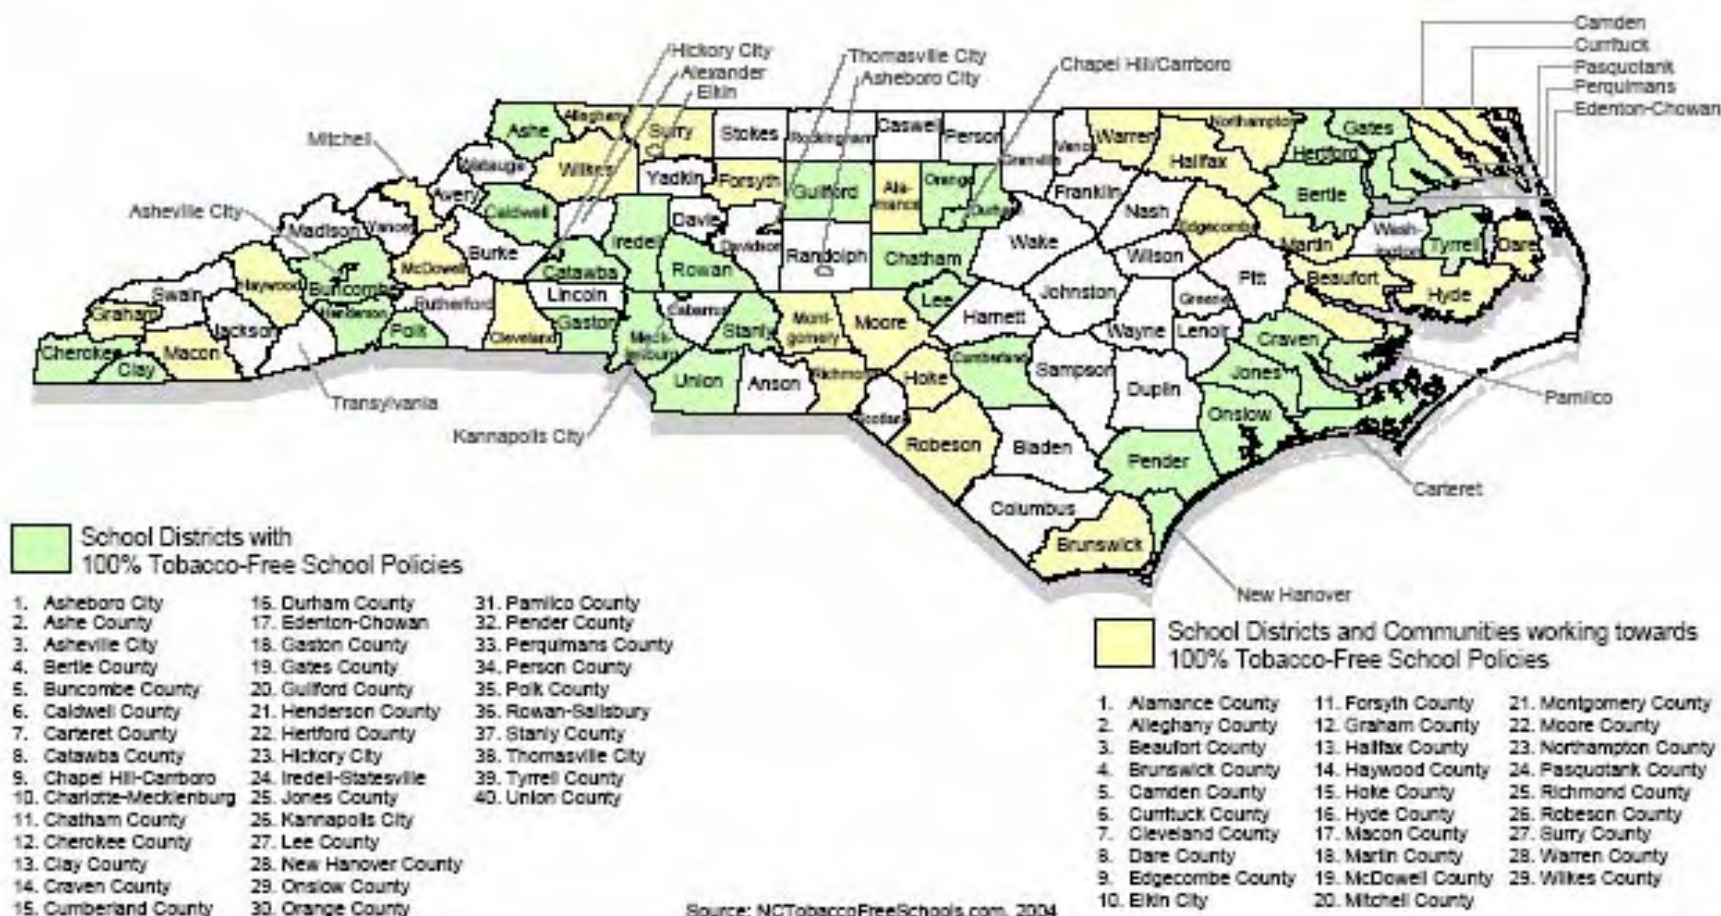 Camden
Currituck
Pasquotank
Perquimans
Edenton-Chowan
Hickory City
Alexander
Elkin
Thomasville City
Asheboro City
Chapel Hill/Carrboro
Mitchell
Asheville City
Ashe
Alleghany
Surry
Stokes
Rockingham
Caswell
Person
Granville
Vance
Warren
Northampton
Halifax
Hertford
Gates
Watauga
Wilkes
Yadkin
Forsyth
Guilford
Ala-
mance
Orange
Durham
Franklin
Nash
Edgecombe
Bertie
Avery
Caldwell
Madison
Yancey
Burke
McDowell
Iredell
Davie
Davidson
Randolph
Rowan
Chatham
Wake
Wilson
Martin
Wash-
ington
Tyrrell
Dare
Swain
Haywood
Buncombe
Catawba
Lincoln
Rutherford
Graham
Jackson
Henderson
Polk
Cleveland
Gaston
Meck-
lenburg
Cabarrus
Stanly
Mont-
gomery
Moore
Lee
Harnett
Johnston
Greene
Pitt
Beaufort
Hyde
Cherokee
Clay
Macon
Transylvania
Union
Anson
Richmond
Hoke
Scotland
Cumberland
Sampson
Wayne
Lenoir
Duplin
Craven
Jones
Pamlico
Onslow
Kannapolis City
Robeson
Bladen
Pender
Carteret
Columbus
Brunswick
New Hanover
School Districts with
100% Tobacco-Free School Policies
1. Asheboro City
2. Ashe County
3. Asheville City
4. Bertie County
5. Buncombe County
6. Caldwell County
7. Carteret County
8. Catawba County
9. Chapel Hill-Carrboro
10. Charlotte-Mecklenburg
11. Chatham County
12. Cherokee County
13. Clay County
14. Craven County
15. Cumberland County
16. Durham County
17. Edenton-Chowan
18. Gaston County
19. Gates County
20. Guilford County
21. Henderson County
22. Hertford County
23. Hickory City
24. Iredell-Statesville
25. Jones County
26. Kannapolis City
27. Lee County
28. New Hanover County
29. Onslow County
30. Orange County
31. Pamlico County
32. Pender County
33. Perquimans County
34. Person County
35. Polk County
36. Rowan-Salisbury
37. Stanly County
38. Thomasville City
39. Tyrrell County
40. Union County
School Districts and Communities working towards
100% Tobacco-Free School Policies
1. Alamance County
2. Alleghany County
3. Beaufort County
4. Brunswick County
5. Camden County
6. Currituck County
7. Cleveland County
8. Dare County
9. Edgecombe County
10. Elkin City
11. Forsyth County
12. Graham County
13. Halifax County
14. Haywood County
15. Hoke County
16. Hyde County
17. Macon County
18. Martin County
19. McDowell County
20. Mitchell County
21. Montgomery County
22. Moore County
23. Northampton County
24. Pasquotank County
25. Richmond County
26. Robeson County
27. Surry County
28. Warren County
29. Wilkes County
Source: NCTobaccoFreeSchools.com, 2004